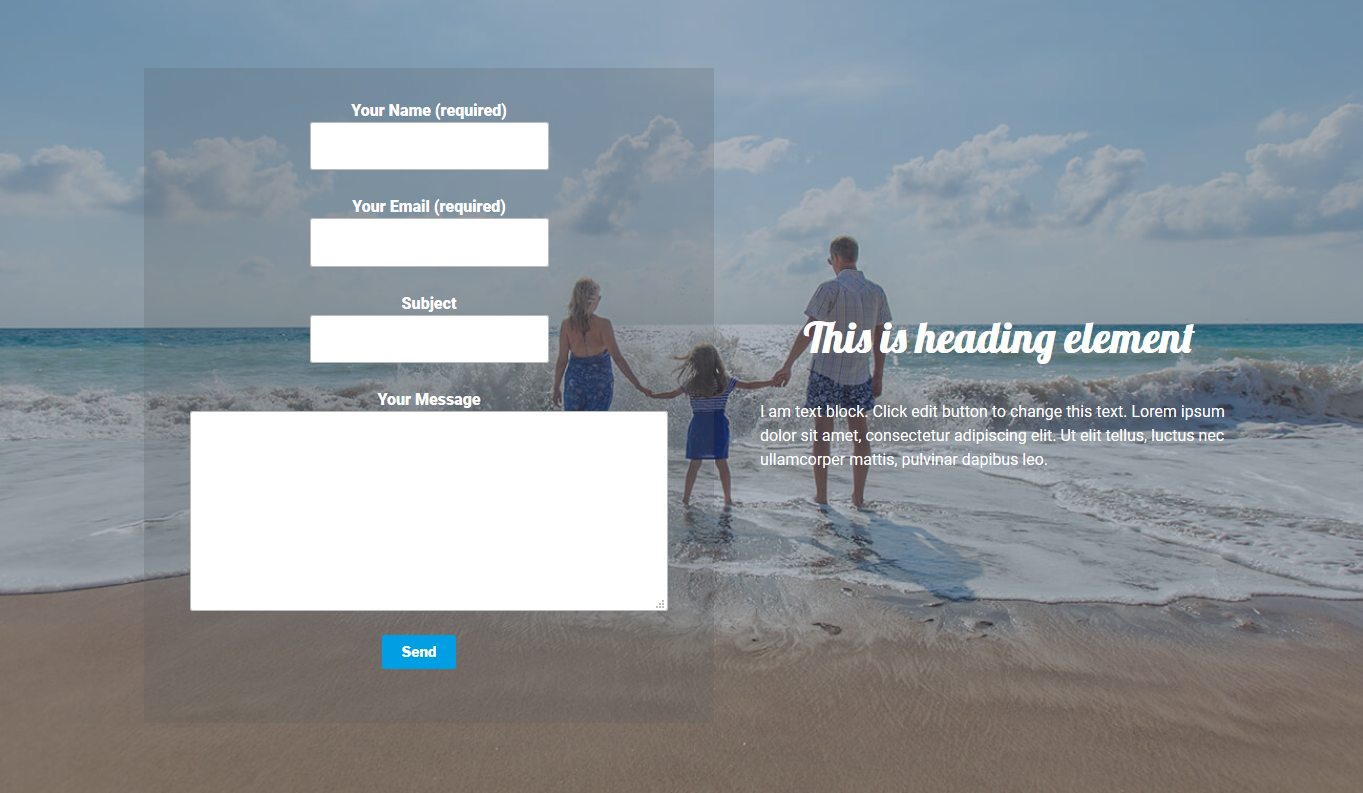 Your Name (required)
Your Email (required)
Subject
Your Message
Send
This is heading element
I am text block. Click edit button to change this text. Lorem ipsum
dolor sit amet, consectetur adipiscing elit. Ut elit tellus, luctus nec
ullamcorper mattis, pulvinar dapibus leo.